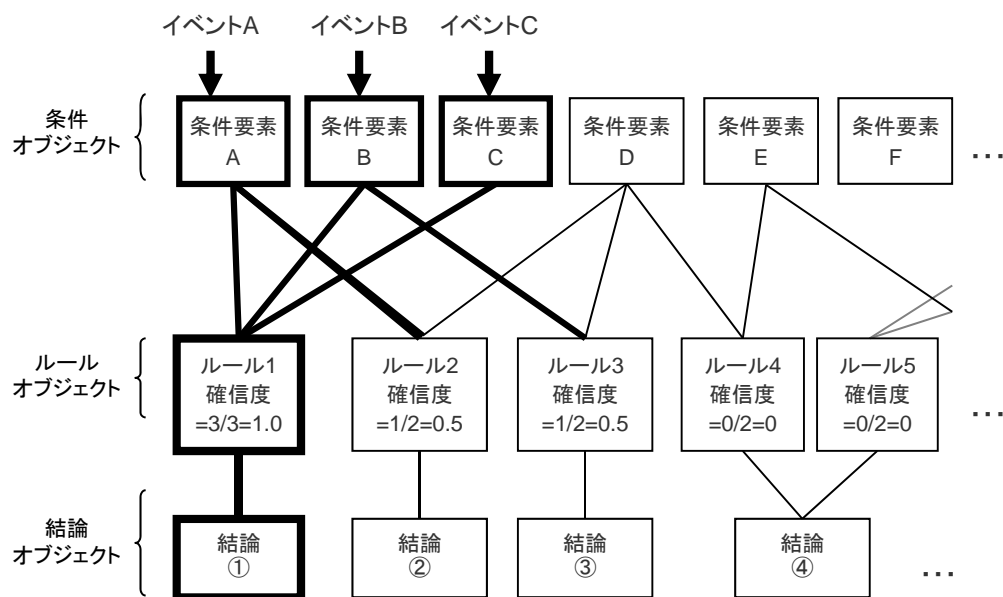 イベントA
イベントB
イベントC
条件
オブジェクト
条件要素
A
条件要素
B
条件要素
C
条件要素
D
条件要素
E
条件要素
F
...
ルール
オブジェクト
ルール1
確信度
=3/3=1.0
ルール2
確信度
=1/2=0.5
ルール3
確信度
=1/2=0.5
ルール4
確信度
=0/2=0
ルール5
確信度
=0/2=0
...
結論
オブジェクト
結論
①
結論
②
結論
③
結論
④
...